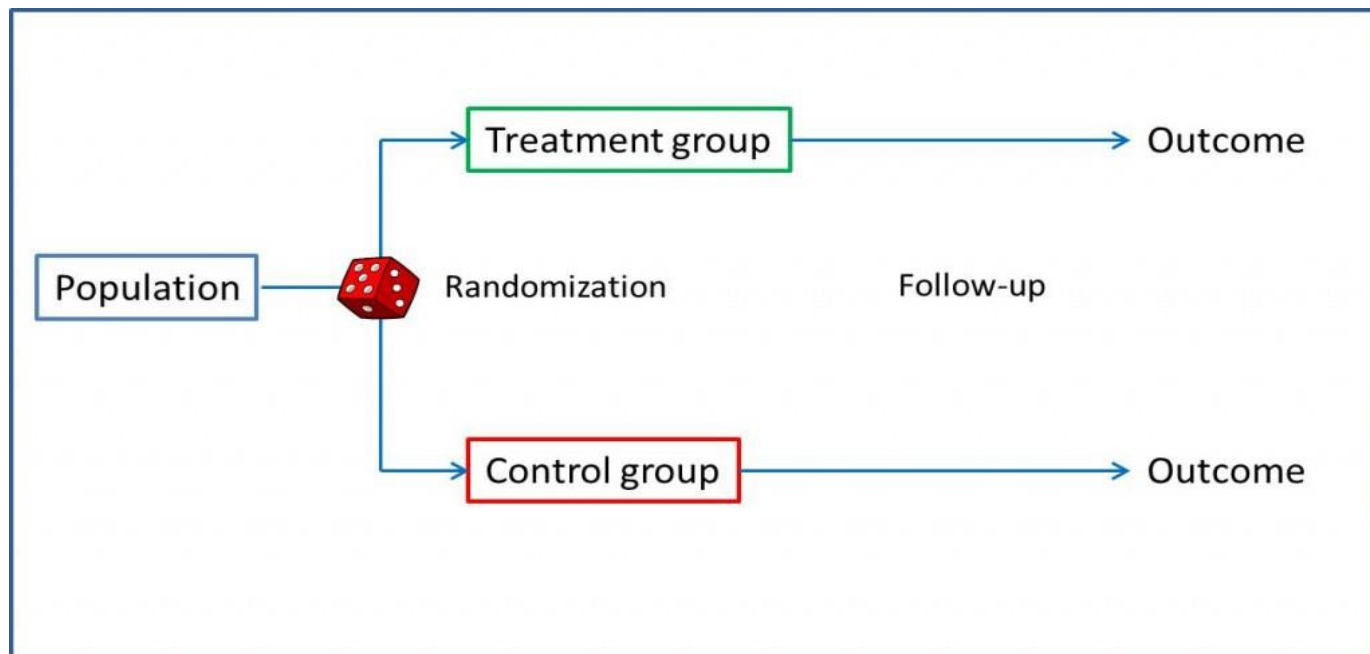 Treatment group
Outcome
Population
Randomization
Follow-up
Control group
Outcome